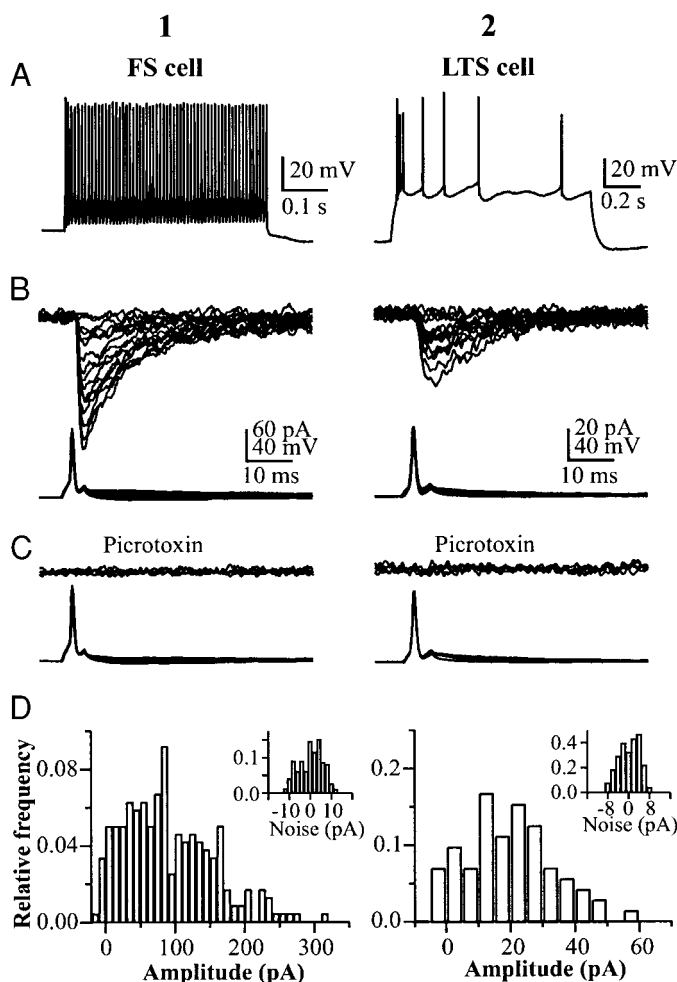 1 2
FS cell LTS cell
A
20 mV
0.1 s
20 mV
0.2 s
B
60 pA
40 mV
10 ms
20 pA
40 mV
10 ms
C
Picrotoxin Picrotoxin
D
Relative frequency
0.08
0.04
0.00
0 100 200 300
Amplitude (pA)
0.1
0.0
-10 0 10
Noise (pA)
0.2
0.1
0.0
0 20 40 60
Amplitude (pA)
0.4
0.0
-8 0 8
Noise (pA)